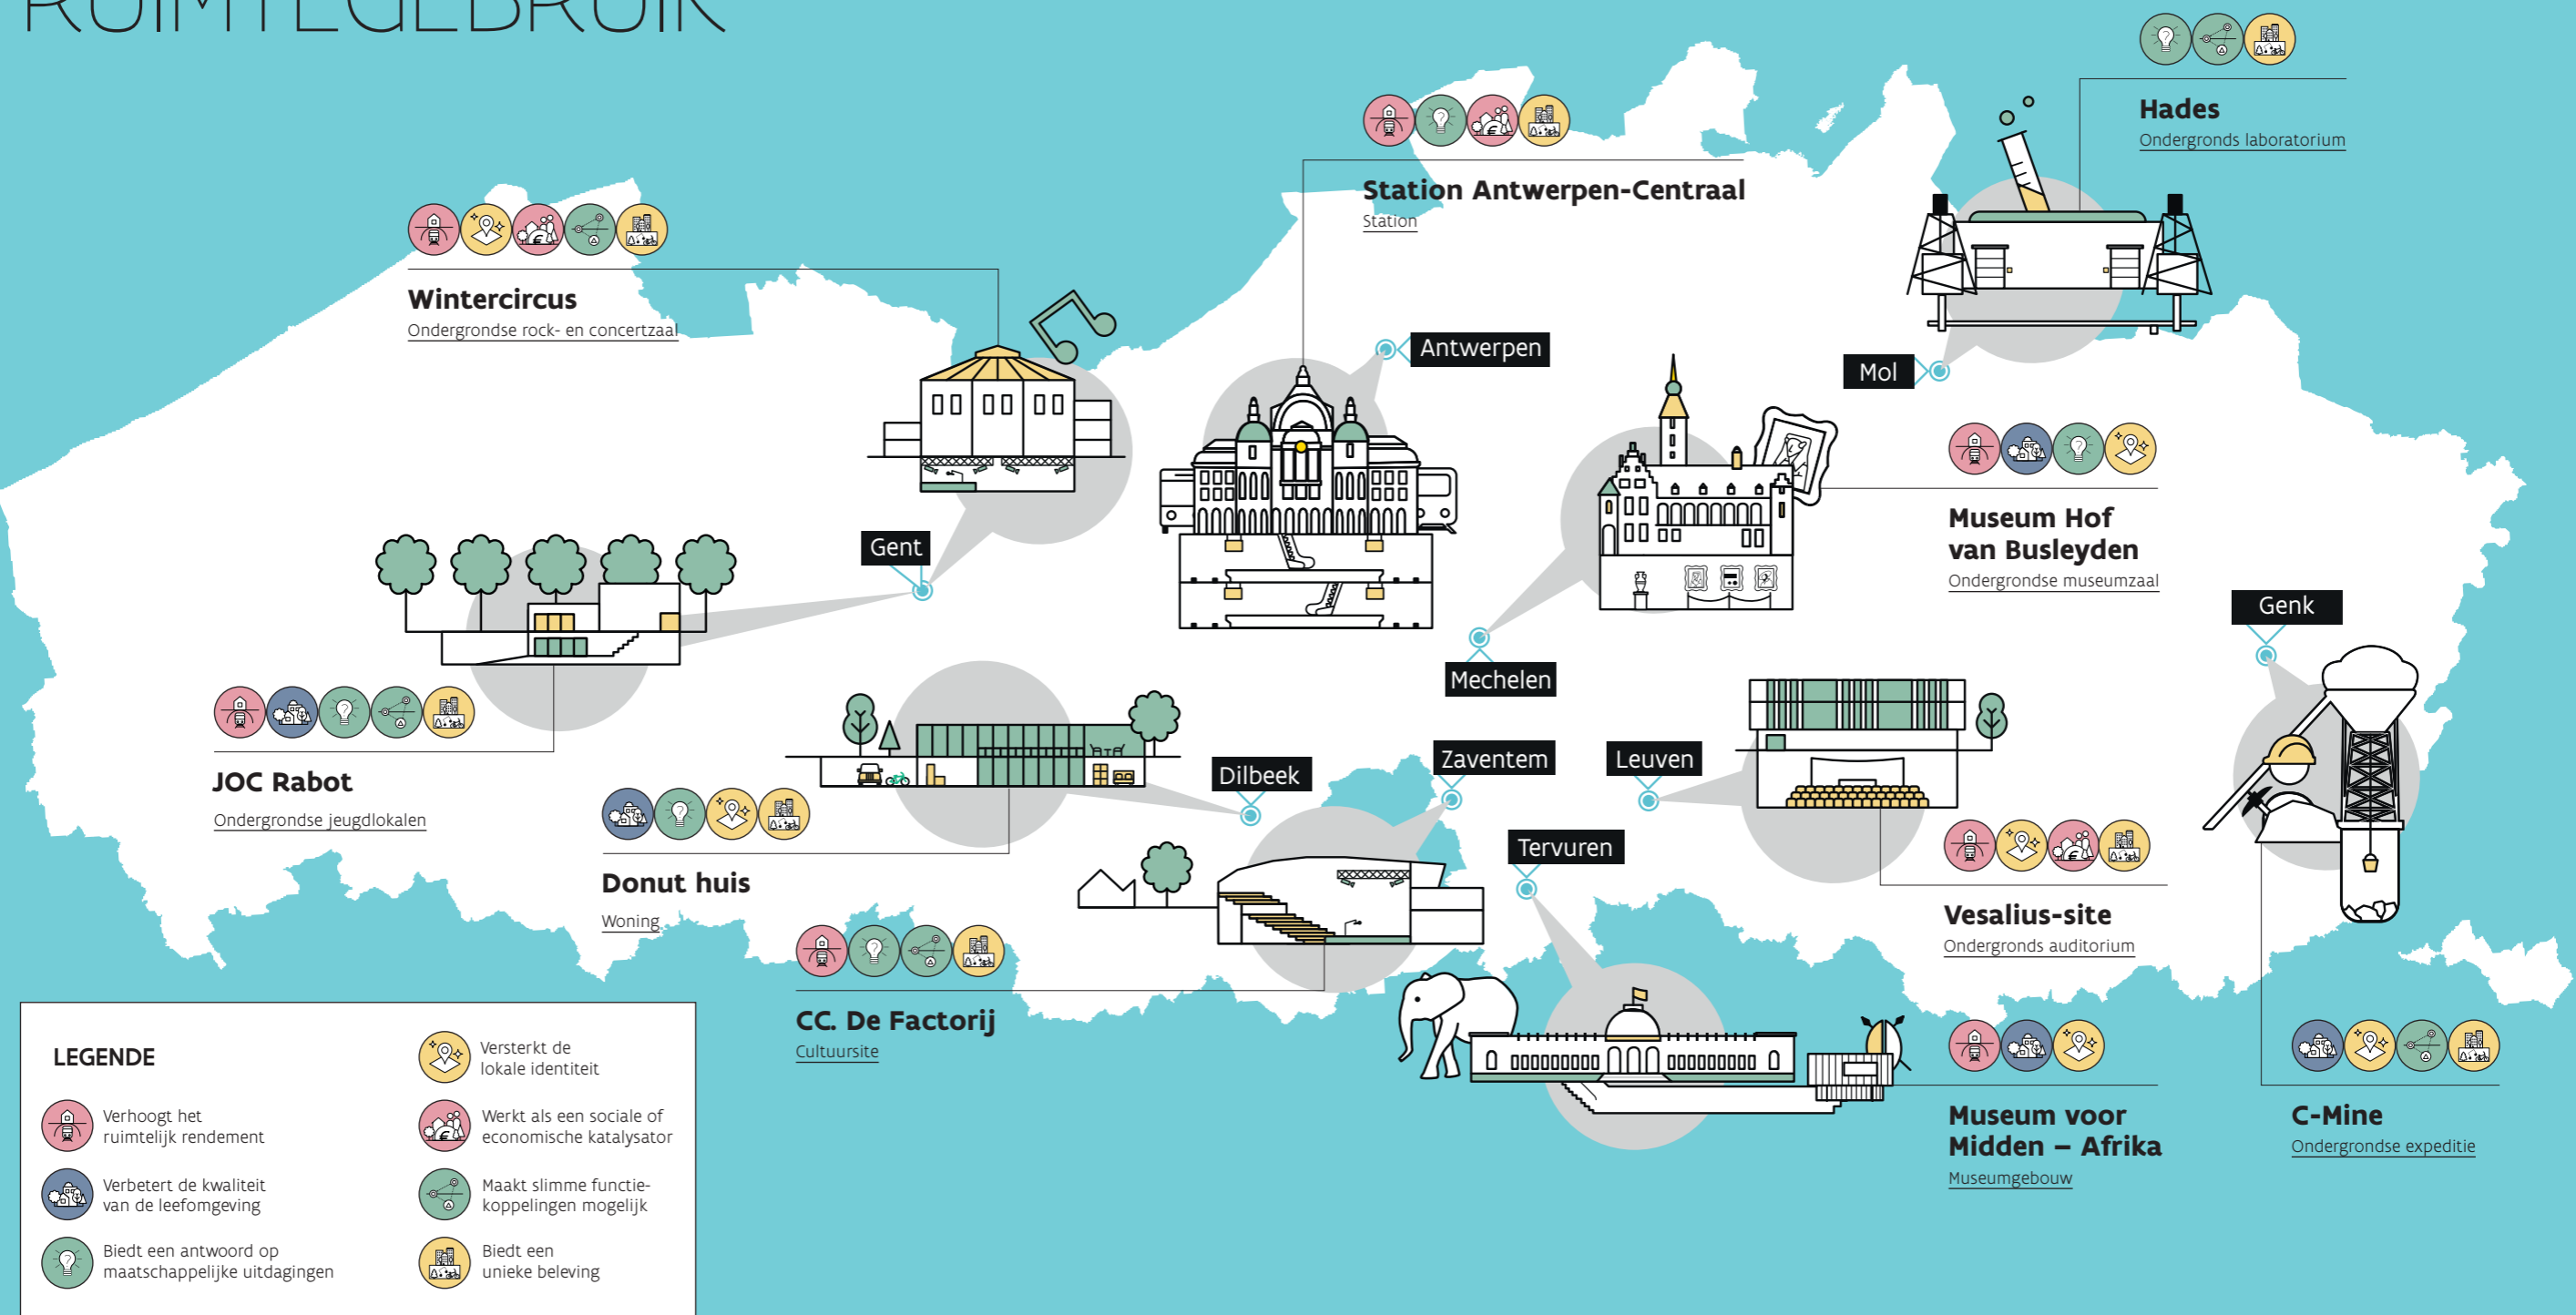 RUIMTEGEBRUIK
Hades
Ondergronds laboratorium
Station Antwerpen-Centraal
Station
Wintercircus
Ondergrondse rock- en concertzaal
Antwerpen
Mol
Museum Hof
van Busleyden
Ondergrondse museumzaal
Gent
Genk
Mechelen
JOC Rabot
Ondergrondse jeugdlokalen
Dilbeek
Zaventem
Leuven
Tervuren
Donut huis
Woning
Vesalius-site
Ondergronds auditorium
CC. De Factorij
Cultuursite
Museum voor
Midden – Afrika
Museumgebouw
C-Mine
Ondergrondse expeditie
LEGENDE
Verhoogt het
ruimtelijk rendement
Verbetert de kwaliteit
van de leefomgeving
Biedt een antwoord op
maatschappelijke uitdagingen
Versterkt de
lokale identiteit
Werkt als een sociale of
economische katalysator
Maakt slimme functie-
koppelingen mogelijk
Biedt een
unieke beleving